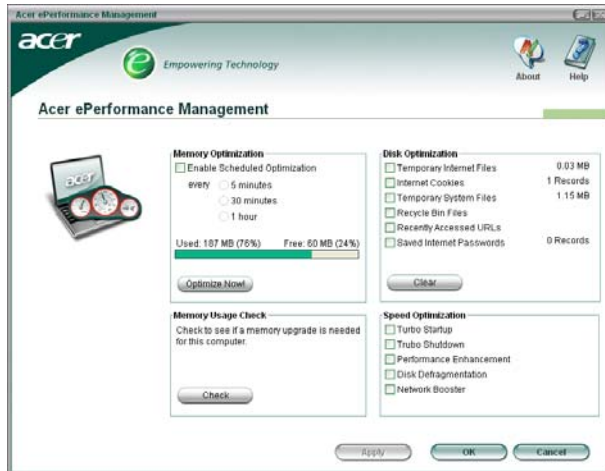 Acer ePerformance Management
acer
e Empowering Technology
About
Help
Acer ePerformance Management
acer
Memory Optimization
Enable Scheduled Optimization
every 5 minutes
30 minutes
1 hour
Used: 187 MB (76%) Free: 60 MB (24%)
Optimize Now!
Disk Optimization
Temporary Internet Files 0.03 MB
Internet Cookies 1 Records
Temporary System Files 1.15 MB
Recycle Bin Files
Recently Accessed URLs
Saved Internet Passwords 0 Records
Clear
Memory Usage Check
Check to see if a memory upgrade is needed
for this computer.
Check
Speed Optimization
Turbo Startup
Trubo Shutdown
Performance Enhancement
Disk Defragmentation
Network Booster
Apply
OK
Cancel